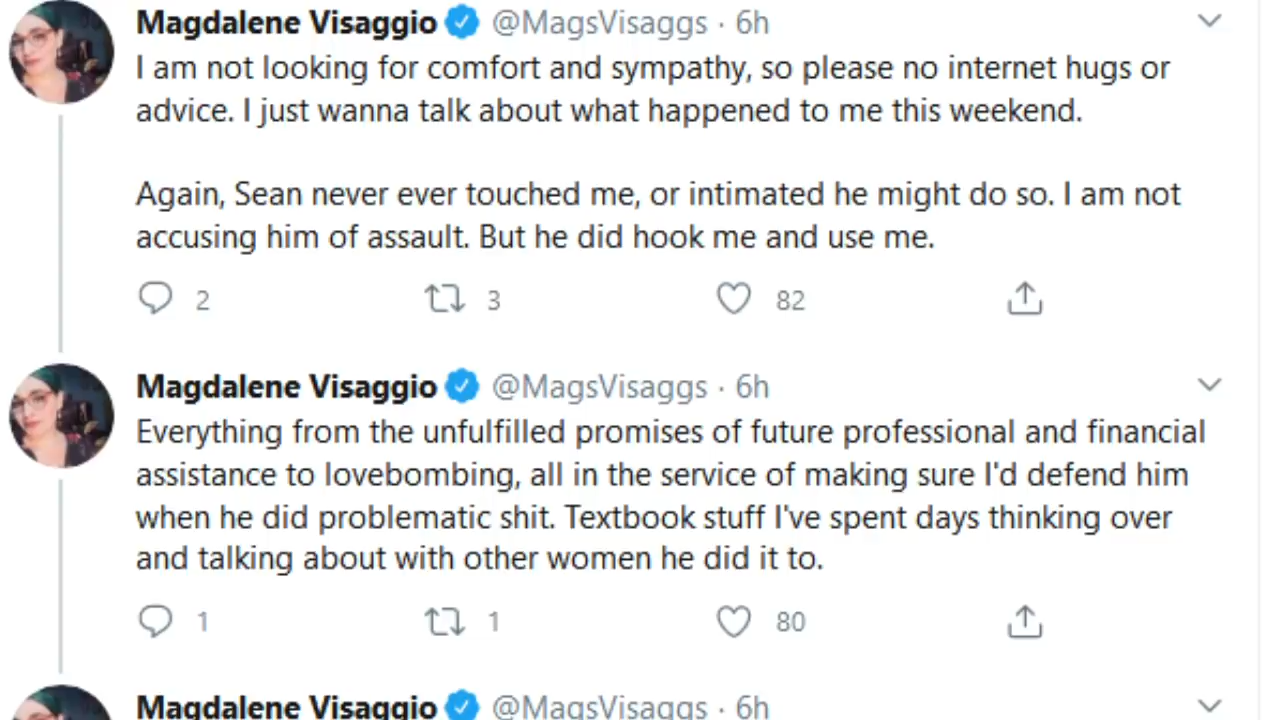 Magdalene Visaggio @MagsVisaggs · 6h
I am not looking for comfort and sympathy, so please no internet hugs or
advice. I just wanna talk about what happened to me this weekend.
Again, Sean never ever touched me, or intimated he might do so. I am not
accusing him of assault. But he did hook me and use me.
2 3 82
Magdalene Visaggio @MagsVisaggs · 6h
Everything from the unfulfilled promises of future professional and financial
assistance to lovebombing, all in the service of making sure I'd defend him
when he did problematic shit. Textbook stuff I've spent days thinking over
and talking about with other women he did it to.
1 1 80
Magdalene Visaggio @MagsVisaggs · 6h